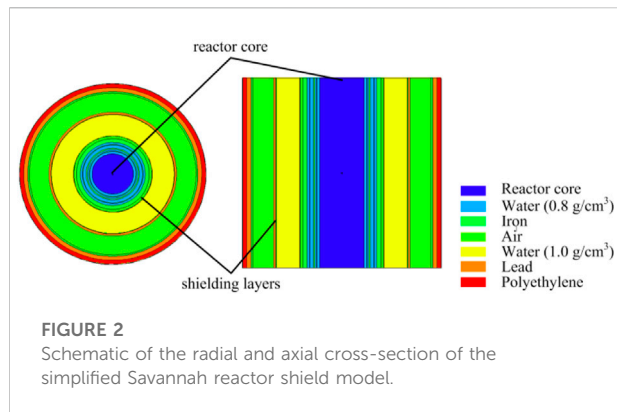 reactor core
shielding layers
Reactor core
Water (0.8 g/cm³)
Iron
Air
Water (1.0 g/cm³)
Lead
Polyethylene
FIGURE 2
Schematic of the radial and axial cross-section of the
simplified Savannah reactor shield model.